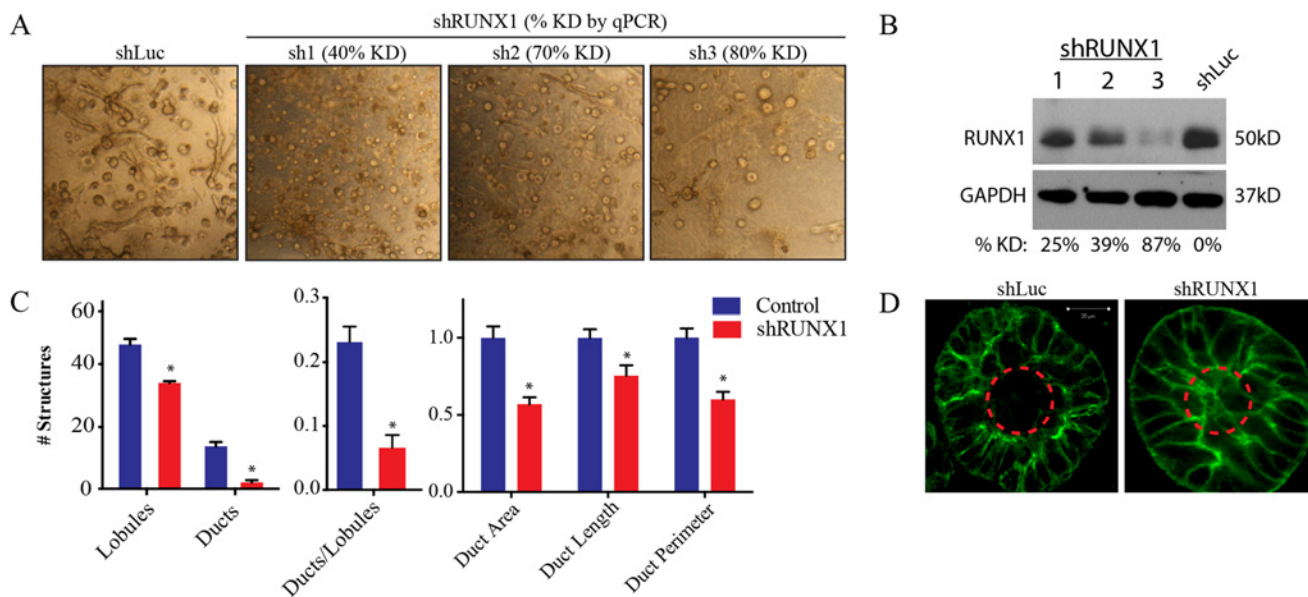 A
shRUNX1 (% KD by qPCR)
shLuc
sh1 (40% KD)
sh2 (70% KD)
sh3 (80% KD)
B
shRUNX1
1 2 3 shLuc
RUNX1 50kD
GAPDH 37kD
% KD: 25% 39% 87% 0%
C
# Structures
60
40
20
0
*
*
Lobules
Ducts
0.3
0.2
0.1
0.0
*
Ducts/Lobules
Control
shRUNX1
1.0
0.5
0.0
*
*
*
Duct Area
Duct Length
Duct Perimeter
D
shLuc
shRUNX1